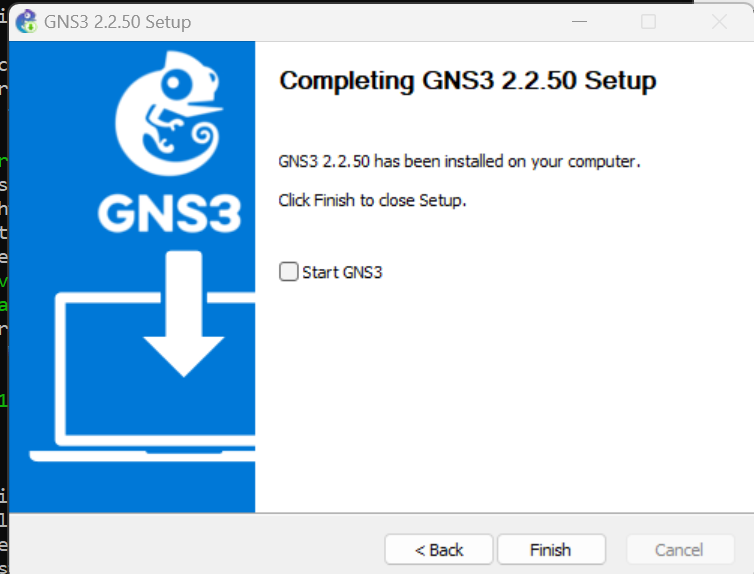 GNS3 2.2.50 Setup
Completing GNS3 2.2.50 Setup
GNS3 2.2.50 has been installed on your computer.
Click Finish to close Setup.
GNS3
Start GNS3
< Back
Finish
Cancel